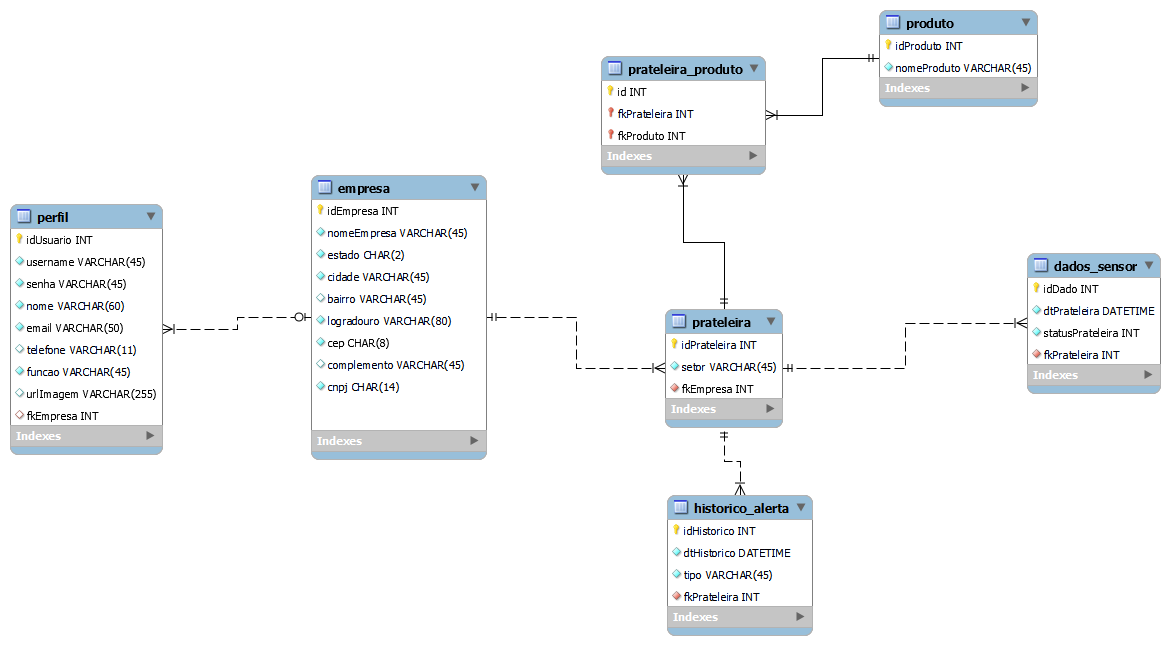 produto
idProduto INT
nomeProduto VARCHAR(45)
Indexes
prateleira_produto
id INT
fkPrateleira INT
fkProduto INT
Indexes
empresa
idEmpresa INT
nomeEmpresa VARCHAR(45)
estado CHAR(2)
cidade VARCHAR(45)
bairro VARCHAR(45)
logradouro VARCHAR(80)
cep CHAR(8)
complemento VARCHAR(45)
cnpj CHAR(14)
Indexes
perfil
idUsuario INT
username VARCHAR(45)
senha VARCHAR(45)
nome VARCHAR(60)
email VARCHAR(50)
telefone VARCHAR(11)
funcao VARCHAR(45)
urlImagem VARCHAR(255)
fkEmpresa INT
Indexes
dados_sensor
idDado INT
dtPrateleira DATETIME
statusPrateleira INT
fkPrateleira INT
Indexes
prateleira
idPrateleira INT
setor VARCHAR(45)
fkEmpresa INT
Indexes
historico_alerta
idHistorico INT
dtHistorico DATETIME
tipo VARCHAR(45)
fkPrateleira INT
Indexes